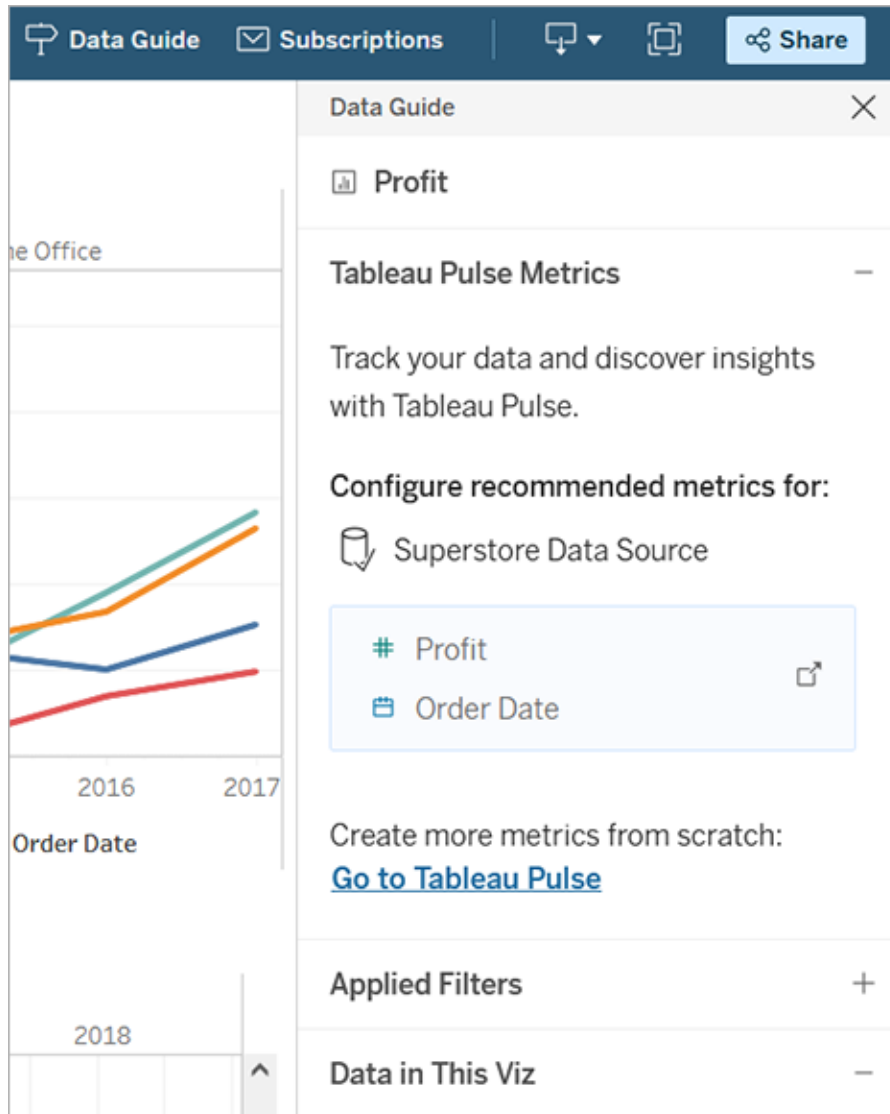 Data Guide
Subscriptions
Share
Data Guide
Profit
Office
Tableau Pulse Metrics
Track your data and discover insights
with Tableau Pulse.
Configure recommended metrics for:
Superstore Data Source
Profit
Order Date
2016
2017
Order Date
Create more metrics from scratch:
Go to Tableau Pulse
Applied Filters
2018
Data in This Viz